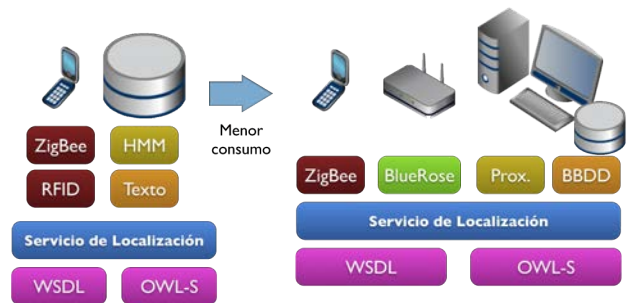 Menor
consumo
ZigBee HMM
RFID Texto
Servicio de Localización
WSDL OWL-S
ZigBee BlueRose Prox. BBDD
Servicio de Localización
WSDL OWL-S